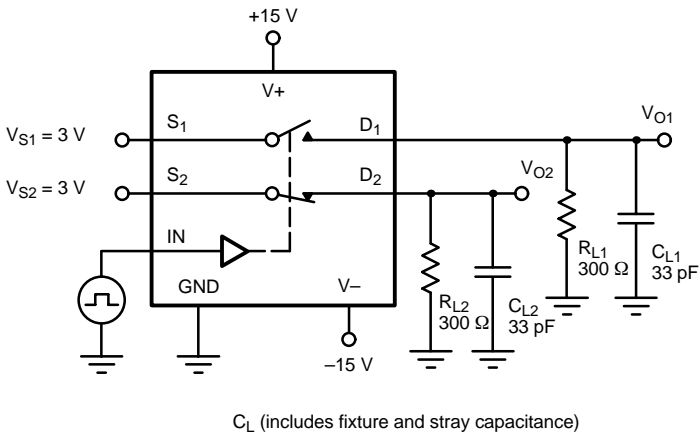 +15 V
V+
V_S1 = 3 V
S_1
D_1
V_O1
V_S2 = 3 V
S_2
D_2
V_O2
IN
GND
V–
R_L1
300 Ω
C_L1
33 pF
R_L2
300 Ω
C_L2
33 pF
–15 V
C_L (includes fixture and stray capacitance)